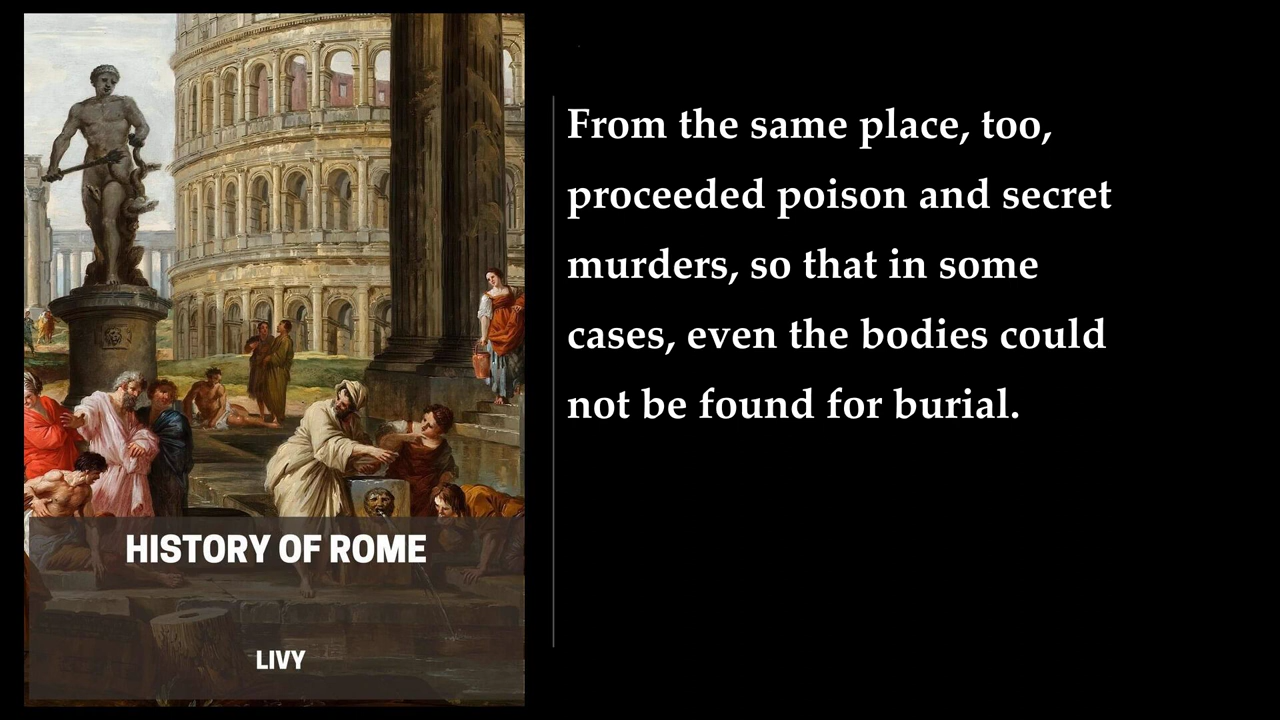 From the same place, too,
proceeded poison and secret
murders, so that in some
cases, even the bodies could
not be found for burial.
HISTORY OF ROME
LIVY